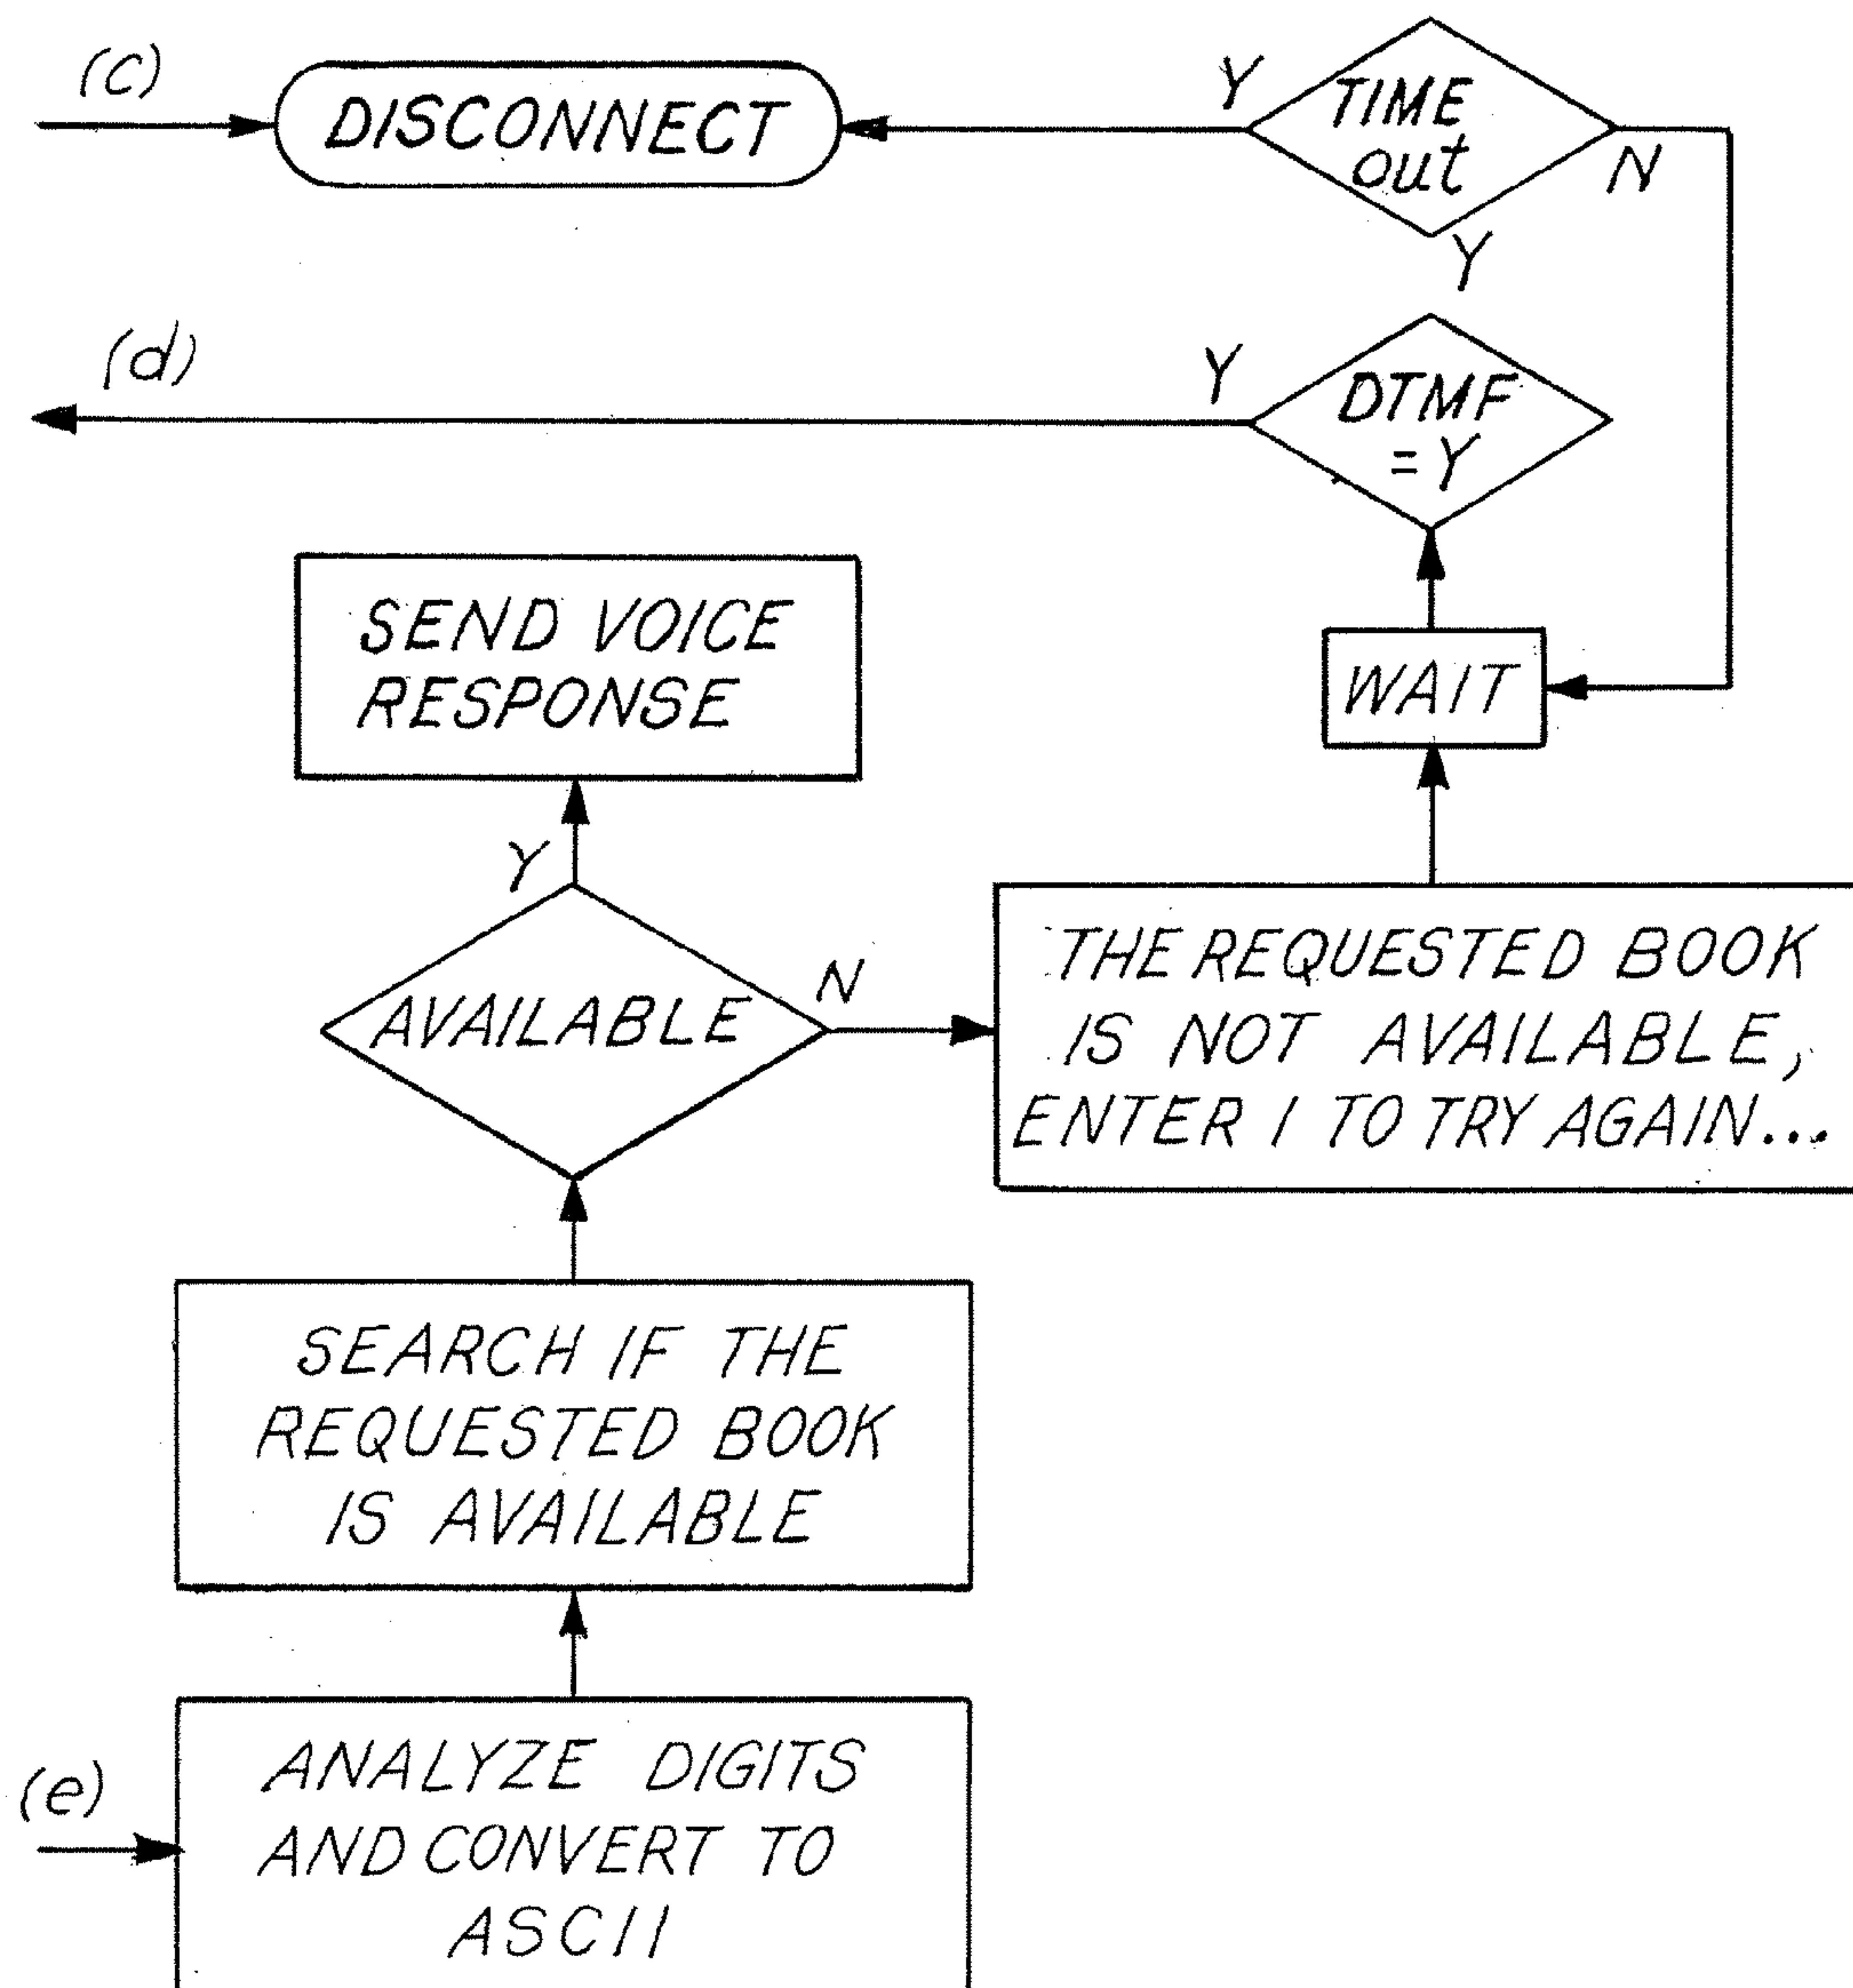 (c)
DISCONNECT
Y
TIME
out
N
Y
(d)
Y
DTMF
=Y
SEND VOICE
RESPONSE
WAIT
Y
AVAILABLE
N
THE REQUESTED BOOK
IS NOT AVAILABLE,
ENTER 1 TO TRY AGAIN...
SEARCH IF THE
REQUESTED BOOK
IS AVAILABLE
(e)
ANALYZE DIGITS
AND CONVERT TO
ASCII